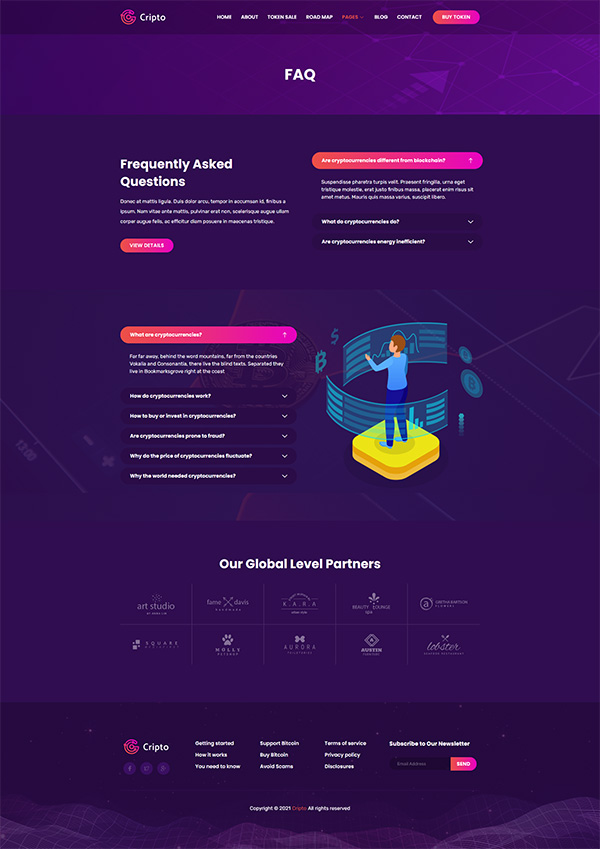 Cripto
HOME ABOUT TOKEN SALE ROAD MAP PAGES BLOG CONTACT BUY TOKEN
FAQ
Frequently Asked
Questions
Donec at mattis ligula. Duis dolor arcu, tempor in accumsan id, finibus a
ipsum. Nam vitae ante mattis, pulvinar erat non, scelerisque augue ullam
corper augue felis, ac efficitur diam posuere in maecenas tristique.
VIEW DETAILS
Are cryptocurrencies different from blockchain?
Suspendisse pharetra turpis velit. Praesent fringilla, urna eget
tristique molestie, erat justo finibus massa, placerat enim risus sit
amet metus. Mauris quis massa varius, suscipit libero.
What do cryptocurrencies do?
Are cryptocurrencies energy inefficient?
What are cryptocurrencies?
Far far away, behind the word mountains, far from the countries
Vokalia and Consonantia, there live the blind texts. Separated they
live in Bookmarksgrove right at the coast
How do cryptocurrencies work?
How to buy or invest in cryptocurrencies?
Are cryptocurrencies prone to fraud?
Why do the price of cryptocurrencies fluctuate?
Why the world needed cryptocurrencies?
Our Global Level Partners
art studio
fame davis
K.A.R.A
BEAUTY LOUNGE
SPA
GRETHA BARTSON
FLOWERS
SQUARE
MOLLY
PETSHOP
AURORA
AUSTIN
lobster
Cripto
Getting started
How it works
You need to know
Support Bitcoin
Buy Bitcoin
Avoid Scams
Terms of service
Privacy policy
Disclosures
Subscribe to Our Newsletter
Email Address SEND
Copyright © 2021 Cripto All rights reserved